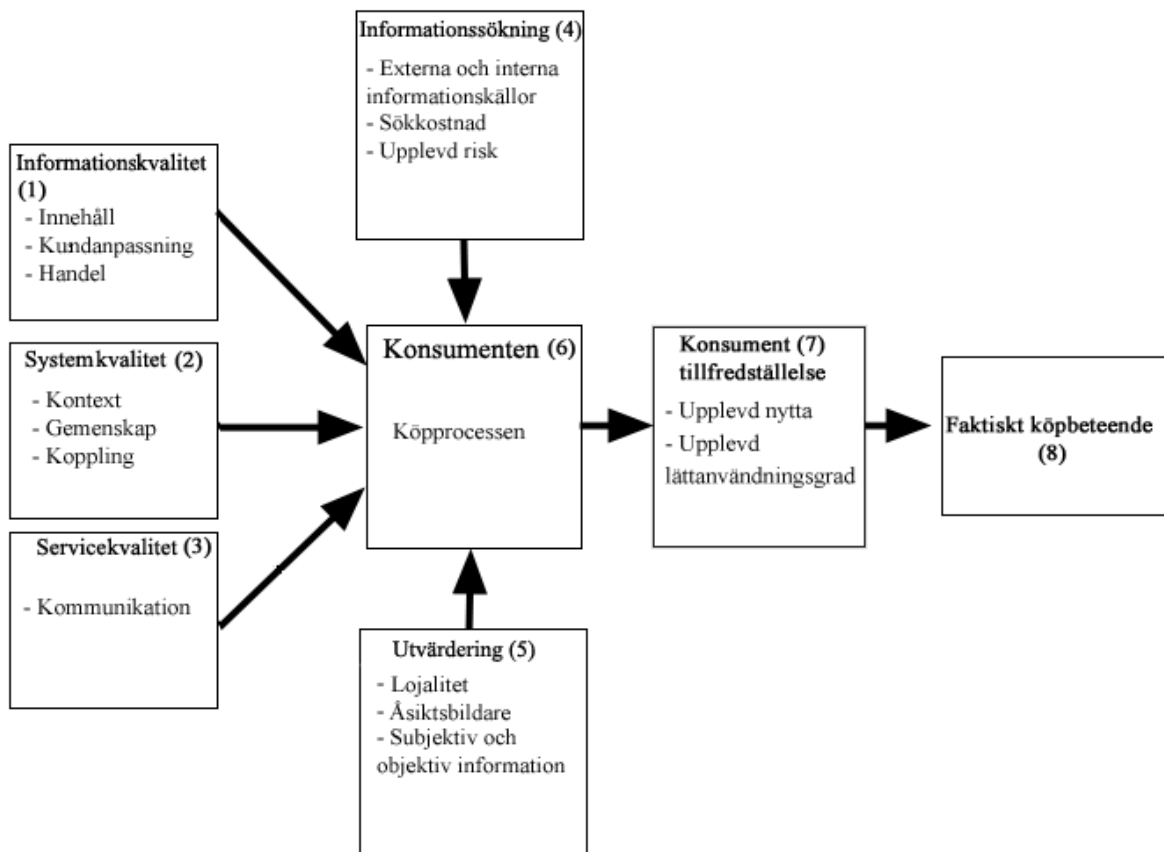 Informationskvalitet
(1)
- Innehåll
- Kundanpassning
- Handel
Systemkvalitet (2)
- Kontext
- Gemenskap
- Koppling
Servicekvalitet (3)
- Kommunikation
Informationssökning (4)
- Externa och interna
informationskällor
- Sökkostnad
- Upplevd risk
Utvärdering (5)
- Lojalitet
- Åsiktsbildare
- Subjektiv och
objektiv information
Konsumenten (6)
Köpprocessen
Konsument (7)
tillfredställelse
- Upplevd nytta
- Upplevd
lättanvändningsgrad
Faktiskt köpbeteende
(8)